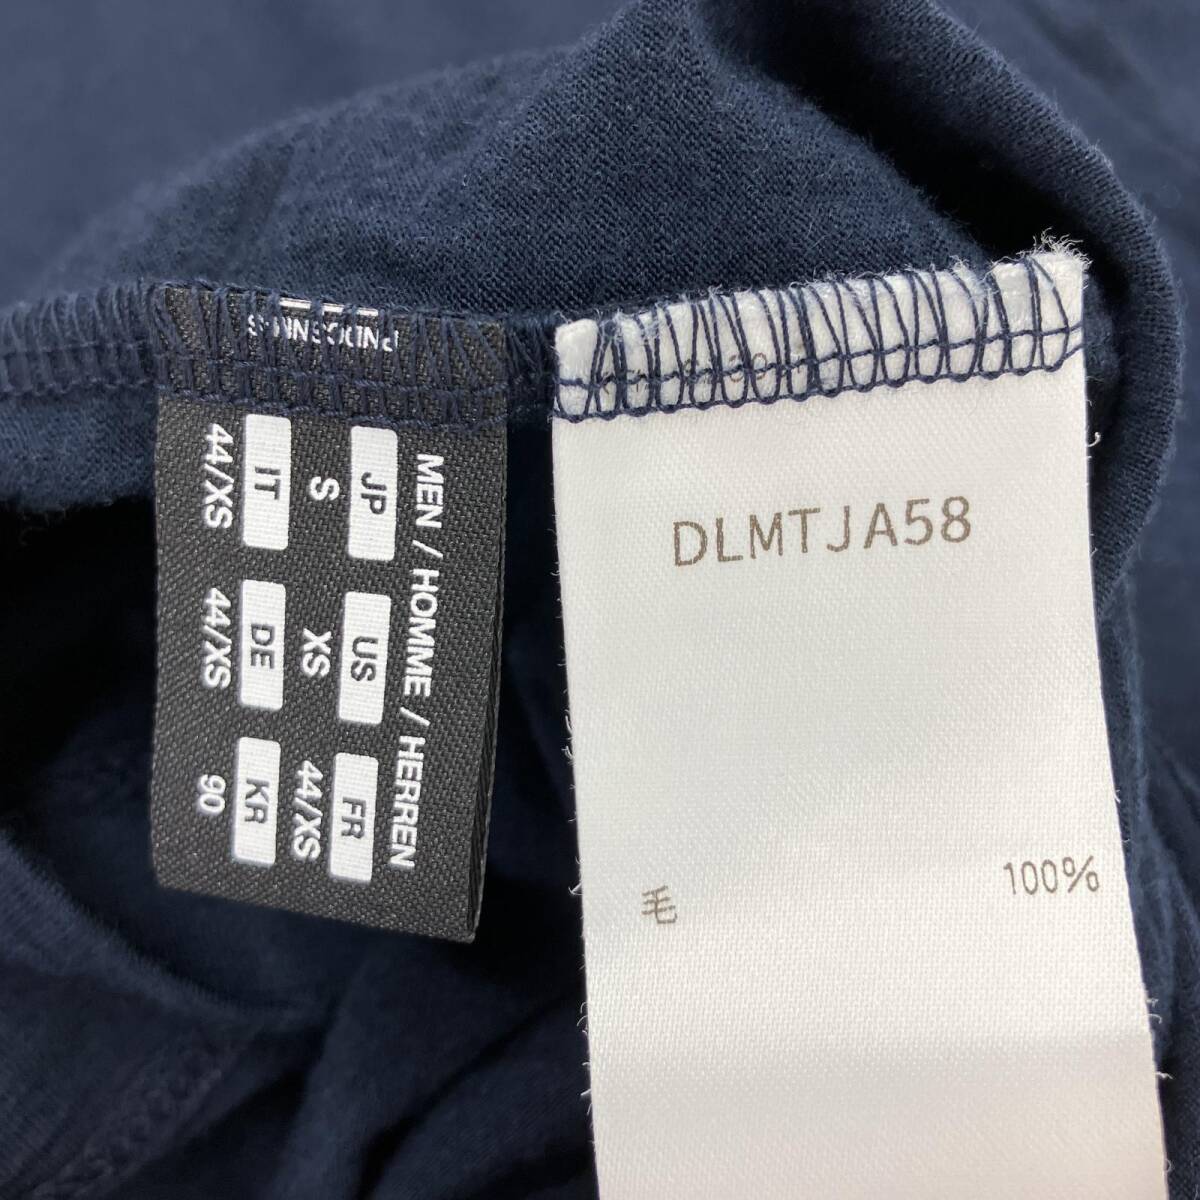 MEN / HOMME / HERREN
JP US FR
S XS 44/XS
IT DE KR
44/XS 44/XS 90
DLMTJA58
毛 100%